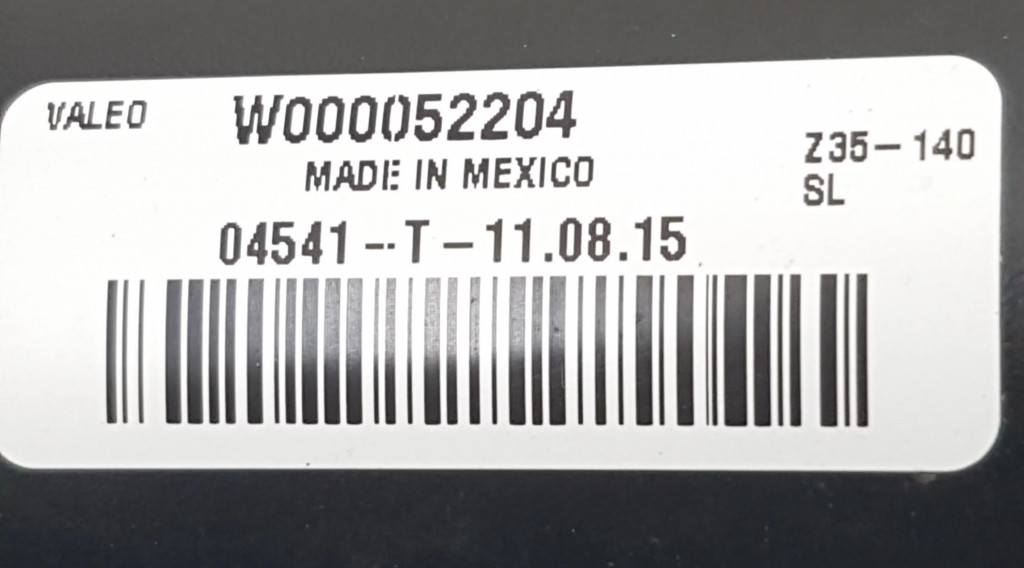 VALEO W000052204
MADE IN MEXICO
Z35-140
SL
04541--T-11.08.15